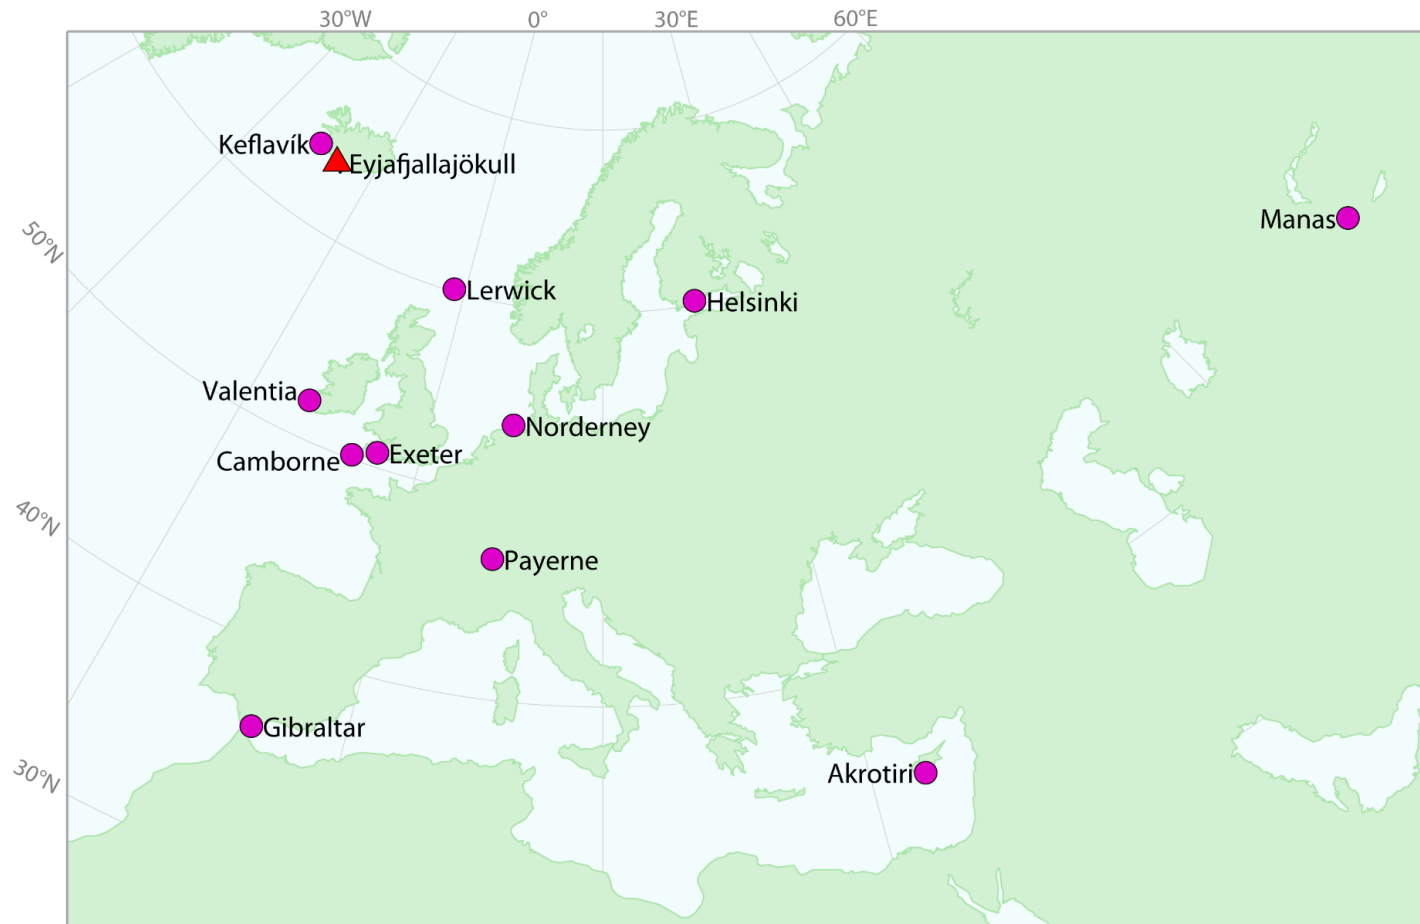 30°W 0° 30°E 60°E
Keflavík
Eyjafjallajökull
Manas
50°N
Lerwick
Helsinki
Valentia
Norderney
Camborne
Exeter
40°N
Payerne
Gibraltar
30°N
Akrotiri